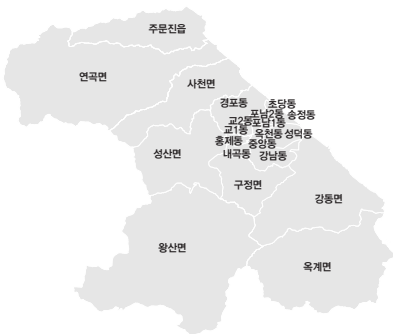 주문진읍
연곡면
사천면
경포동
초당동
포남2동
송정동
교2동
포남1동
교1동
옥천동
성덕동
홍제동
중앙동
성산면
내곡동
강남동
구정면
강동면
왕산면
옥계면